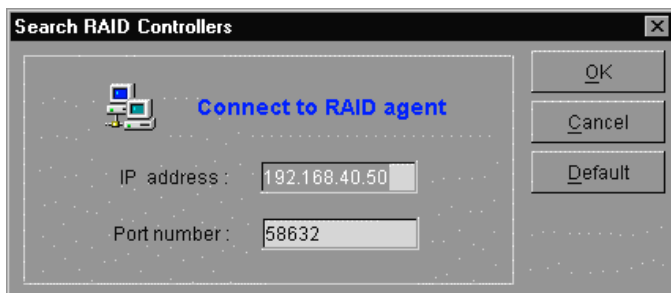 Search RAID Controllers
Connect to RAID agent
IP address :
192.168.40.50
Port number :
58632
OK
Cancel
Default